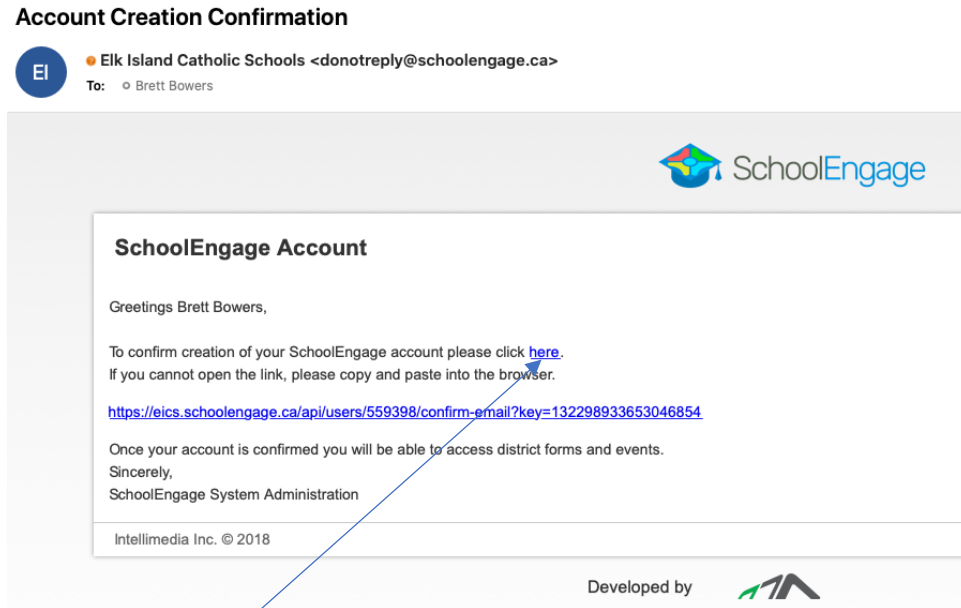 Account Creation Confirmation
EI
Elk Island Catholic Schools <donotreply@schoolengage.ca>
To: Brett Bowers
SchoolEngage
SchoolEngage Account
Greetings Brett Bowers,
To confirm creation of your SchoolEngage account please click here.
If you cannot open the link, please copy and paste into the browser.
https://eics.schoolengage.ca/api/users/559398/confirm-email?key=132298933653046854
Once your account is confirmed you will be able to access district forms and events.
Sincerely,
SchoolEngage System Administration
Intellimedia Inc. © 2018
Developed by